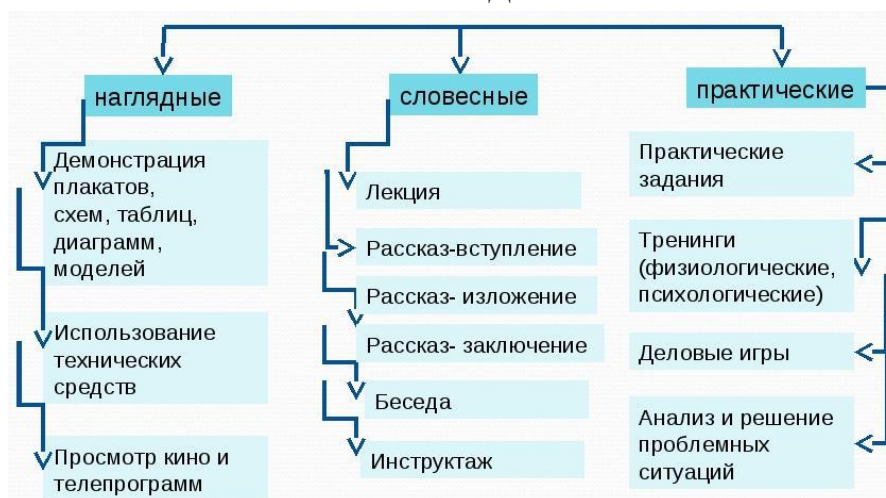 наглядные
словесные
практические
Демонстрация
плакатов,
схем, таблиц,
диаграмм,
моделей
Использование
технических
средств
Просмотр кино и
телепрограмм
Лекция
Рассказ-вступление
Рассказ- изложение
Рассказ- заключение
Беседа
Инструктаж
Практические
задания
Тренинги
(физиологические,
психологические)
Деловые игры
Анализ и решение
проблемных
ситуаций